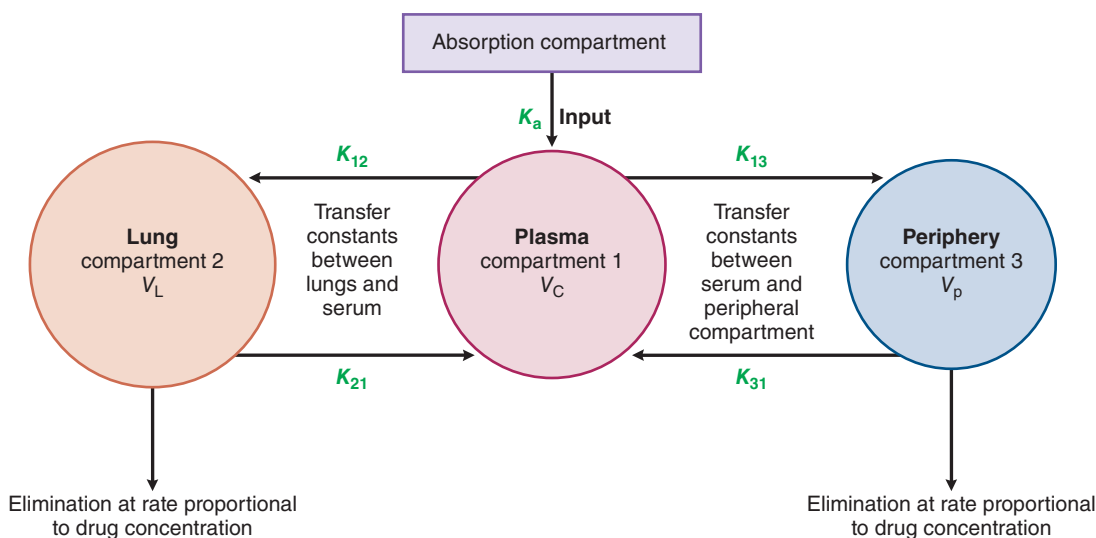 Absorption compartment
Ka Input
K12
K13
Lung
compartment 2
VL
Transfer
constants
between
lungs and
serum
Plasma
compartment 1
VC
Transfer
constants
between
serum and
peripheral
compartment
Periphery
compartment 3
Vp
K21
K31
Elimination at rate proportional
to drug concentration
Elimination at rate proportional
to drug concentration